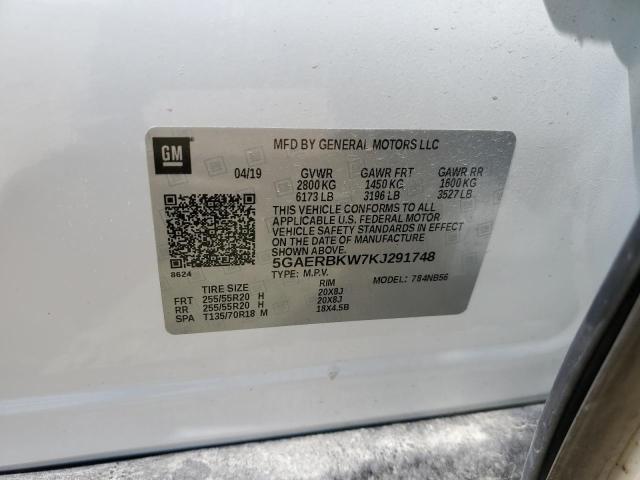 GM
MFD BY GENERAL MOTORS LLC
04/19 GVWR GAWR FRT GAWR RR
2800 KG 1450 KG 1600 KG
6173 LB 3196 LB 3527 LB
THIS VEHICLE CONFORMS TO ALL
APPLICABLE U.S. FEDERAL MOTOR
VEHICLE SAFETY STANDARDS IN EFFECT
ON THE DATE OF MANUFACTURE
SHOWN ABOVE.
5GAERBKW7KJ291748
8624
TYPE: M.P.V. MODEL: 784NB56
TIRE SIZE RIM
FRT 255/55R20 H 20X8J
RR 255/55R20 H 20X8J
SPA T135/70R18 M 18X4.5B